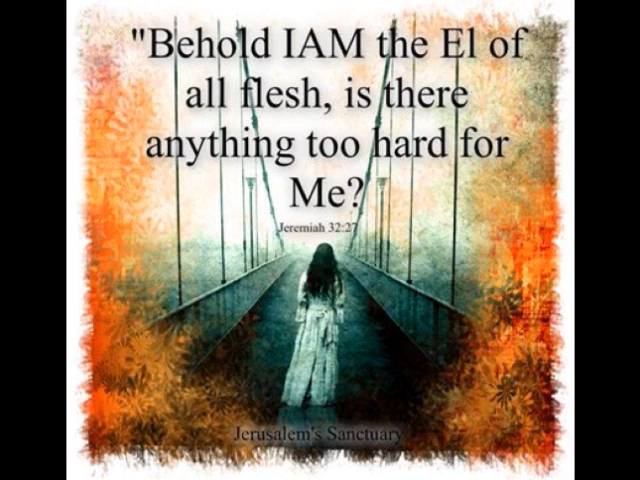 "Behold IAM the El of
all flesh, is there
anything too hard for
Me?
Jeremiah 32:27
Jerusalem's Sanctuary